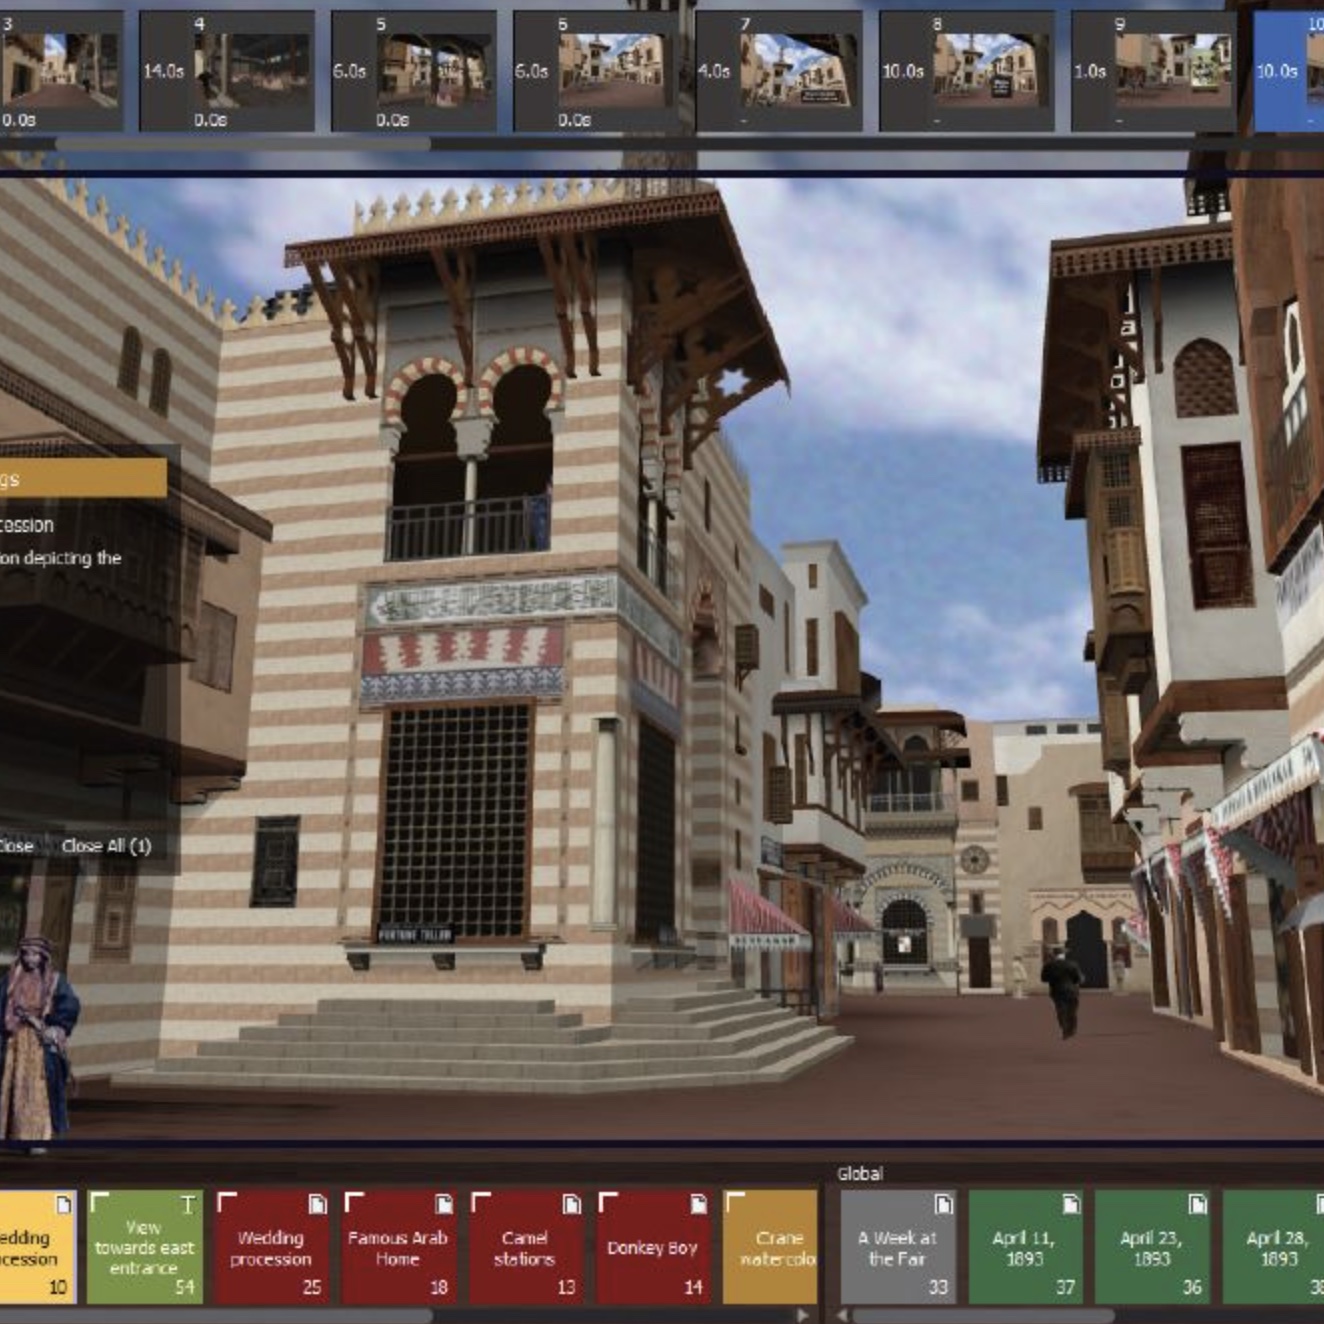 3
0.0s
4
14.0s
0.0s
5
6.0s
0.0s
6
6.0s
0.0s
7
4.0s
-
8
10.0s
-
9
1.0s
-
10
10.0s
-
gs
cession
on depicting the
Close
Close All (1)
FORTUNE TELLER
Global
edding
cession
10
View
towards east
entrance
54
Wedding
procession
25
Famous Arab
Home
18
Camel
stations
13
Donkey Boy
14
Crane
watercolo
A Week at
the Fair
33
April 11,
1893
37
April 23,
1893
36
April 28,
1893